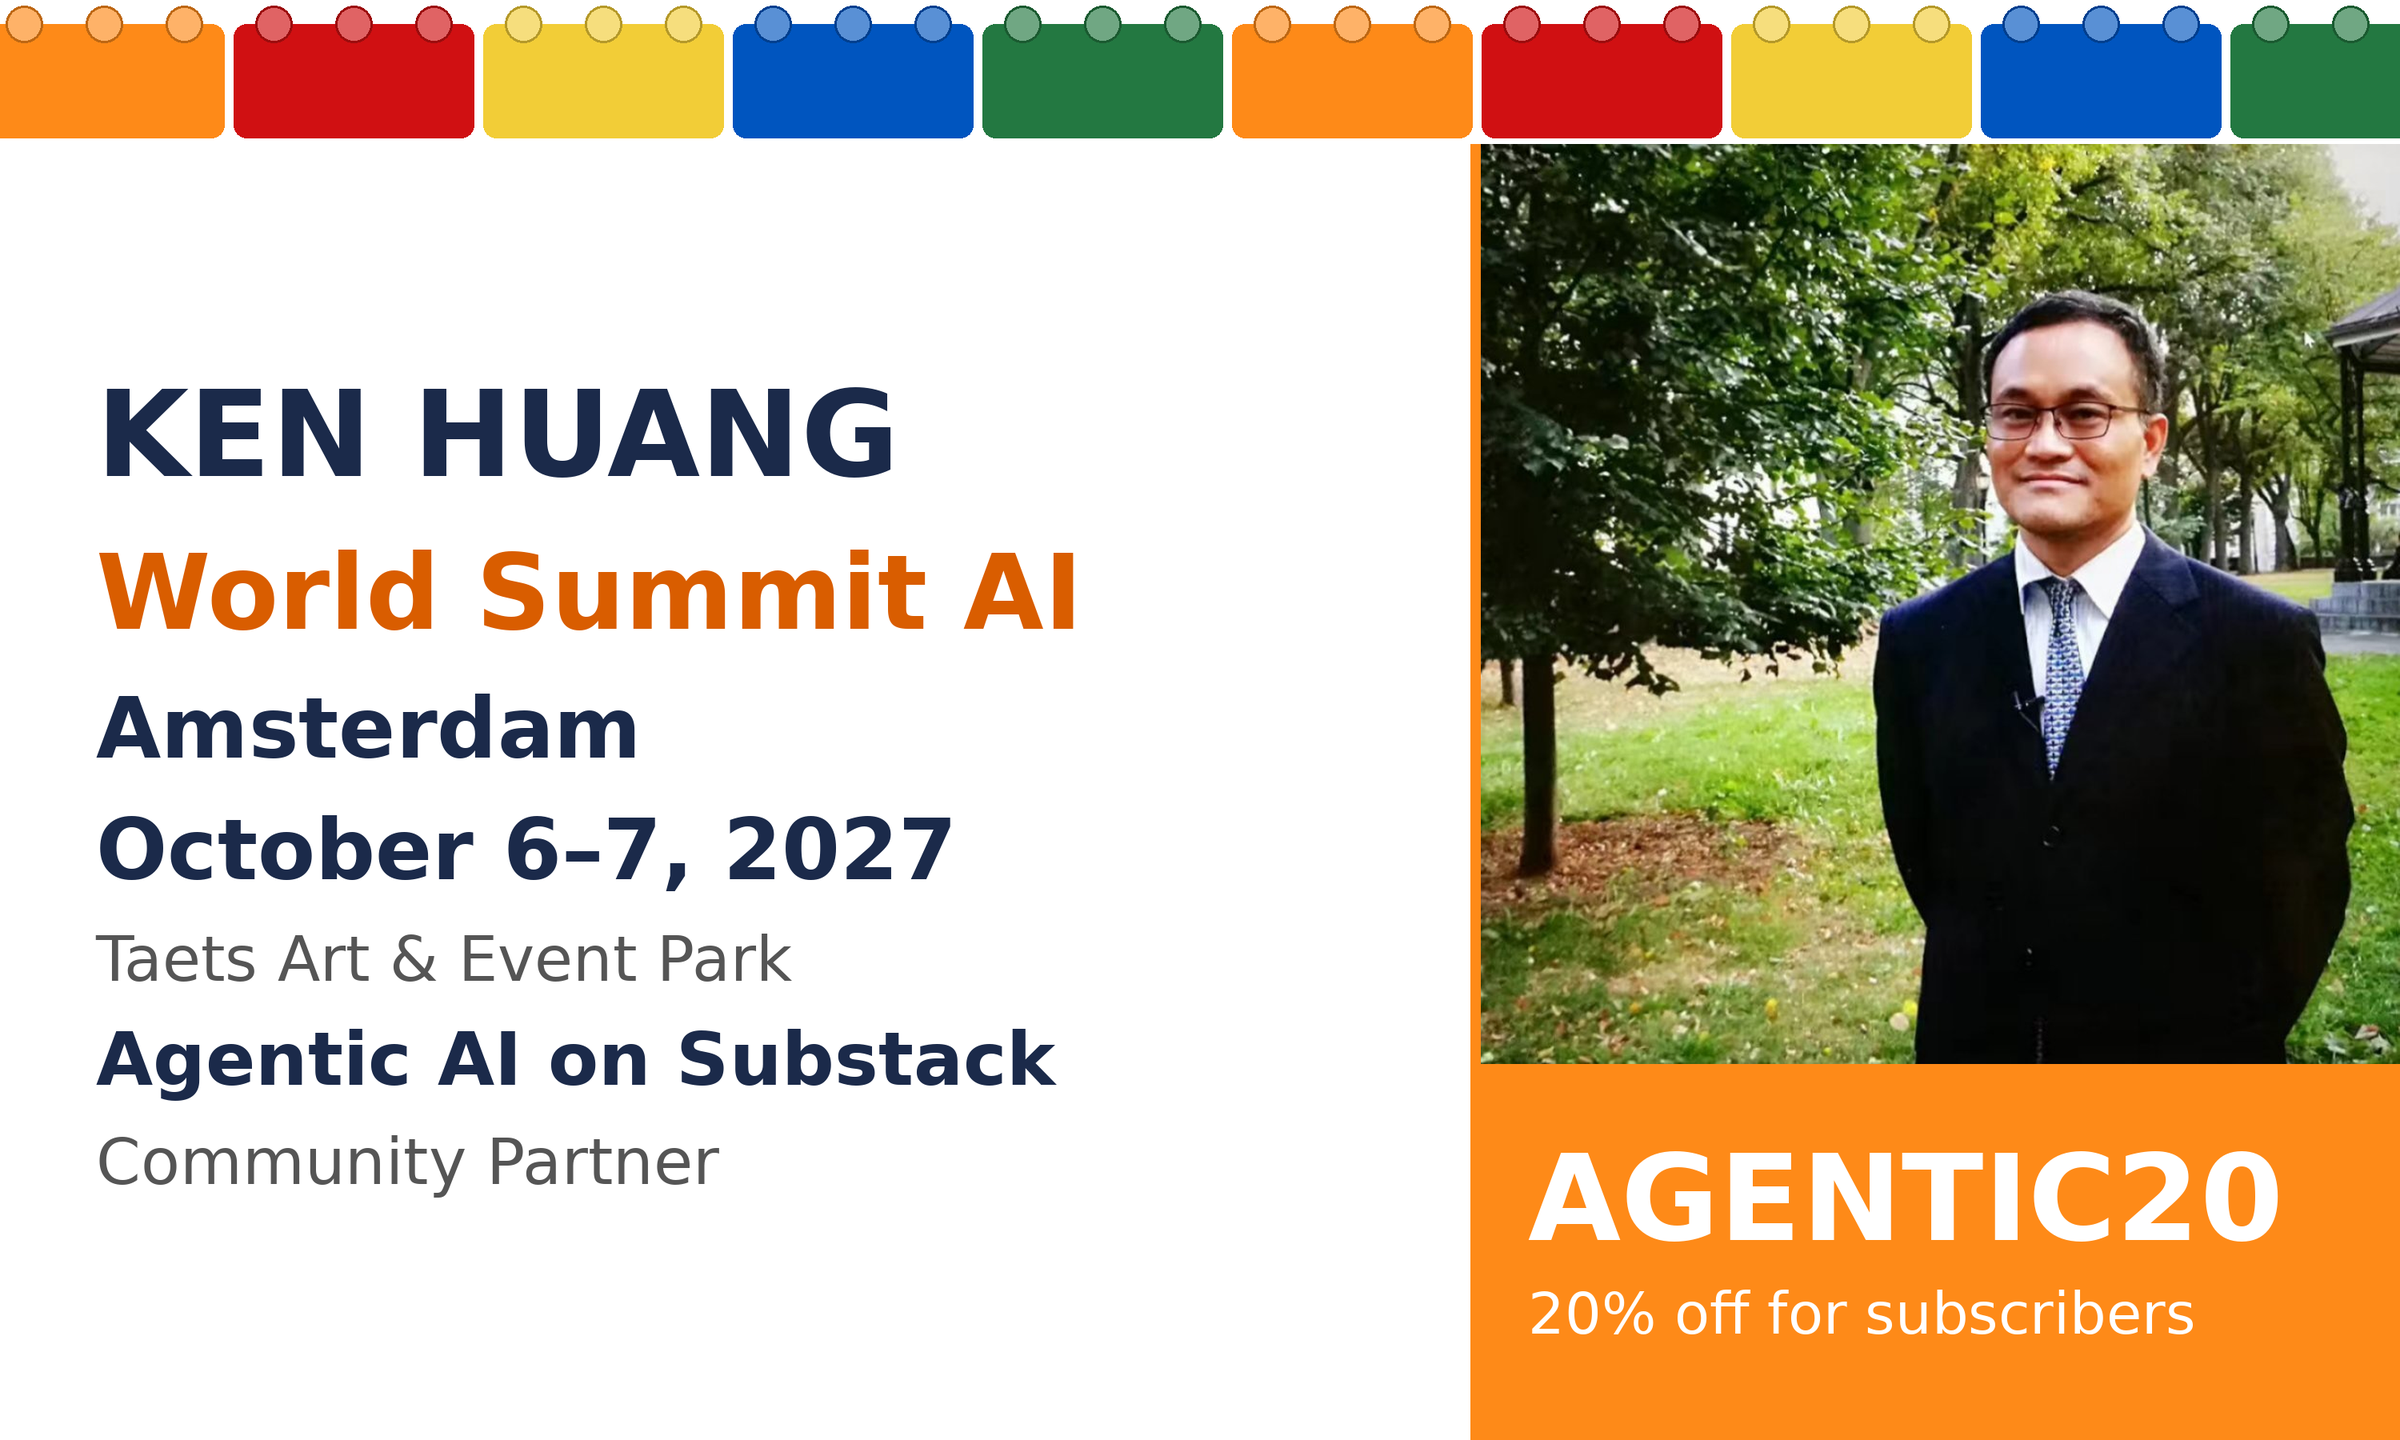 KEN HUANG
World Summit AI
Amsterdam
October 6–7, 2027
Taets Art & Event Park
Agentic AI on Substack
Community Partner
AGENTIC20
20% off for subscribers